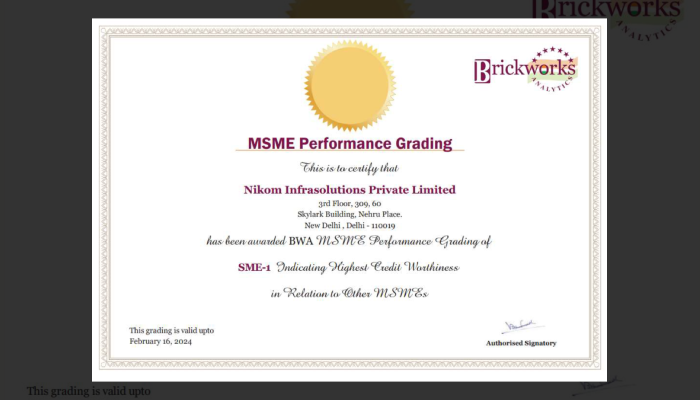 Brickworks
ANALYTICS
Brickworks
ANALYTICS
MSME Performance Grading
This is to certify that
Nikom Infrasolutions Private Limited
3rd Floor, 309, 60
Skylark Building, Nehru Place.
New Delhi , Delhi - 110019
has been awarded BWA MSME Performance Grading of
SME-1 Indicating Highest Credit Worthiness
in Relation to Other MSMEs
This grading is valid upto
February 16, 2024
Authorised Signatory
This grading is valid upto